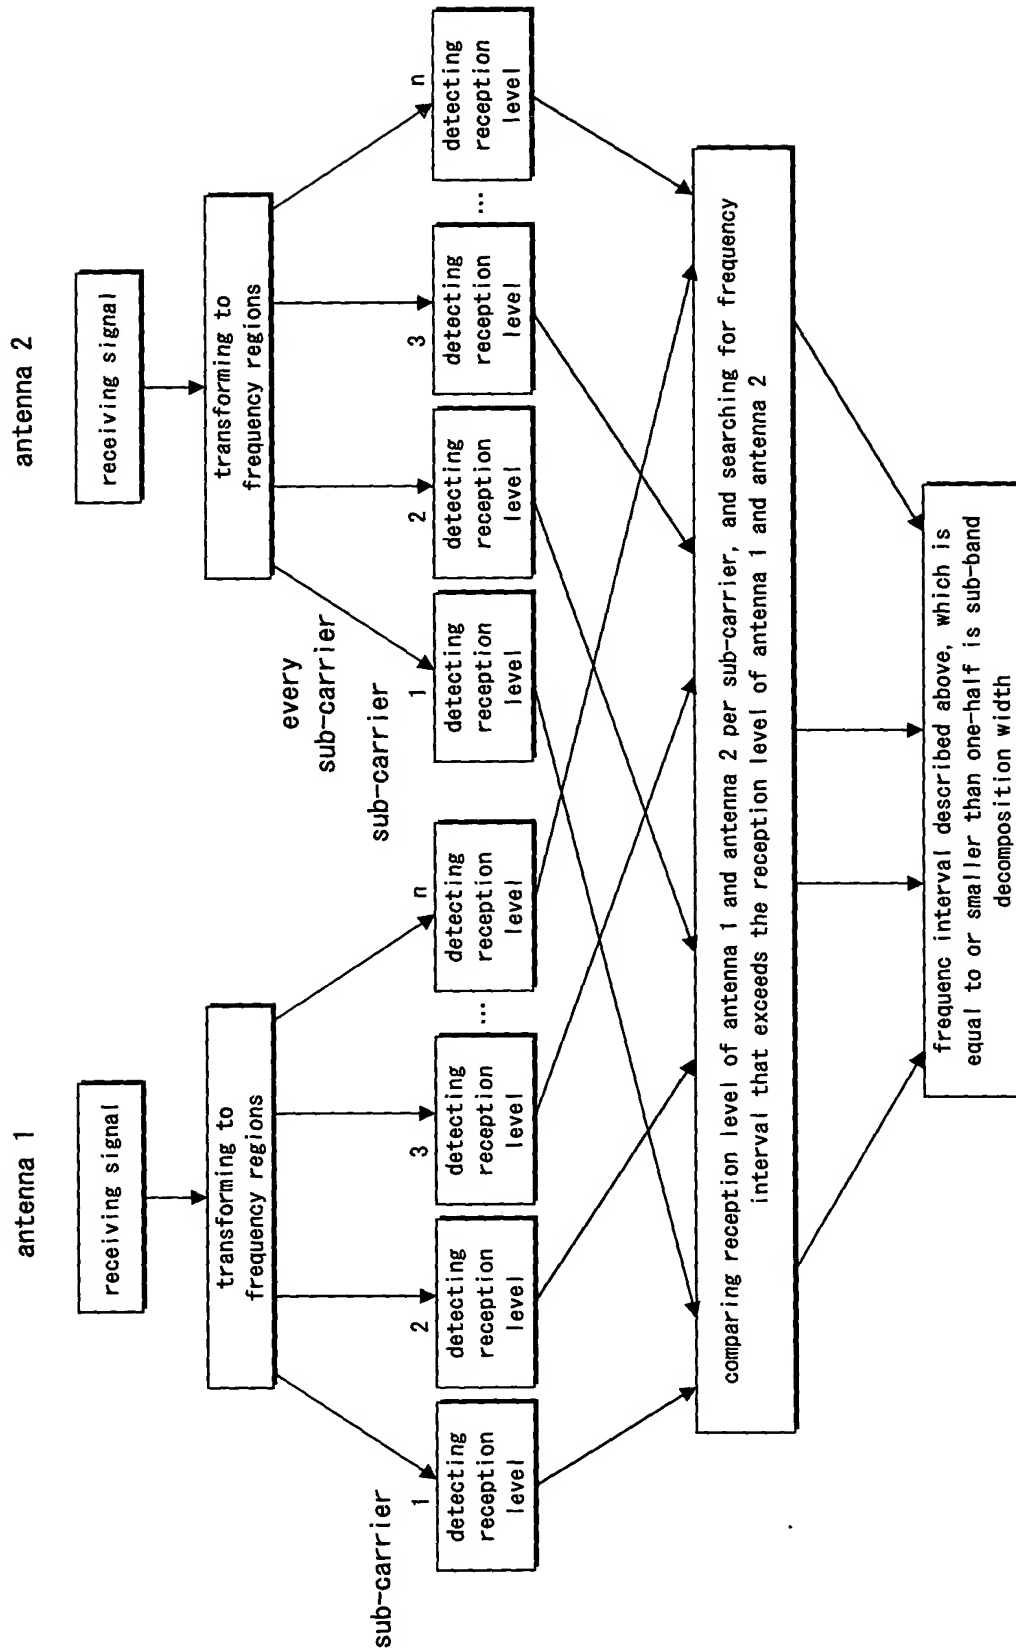 antenna 1
receiving signal
transforming to
frequency regions
sub-carrier
1
detecting
reception
level
2
detecting
reception
level
3
detecting
reception
level
...
n
detecting
reception
level
antenna 2
receiving signal
transforming to
frequency regions
every
sub-carrier
sub-carrier
1
detecting
reception
level
2
detecting
reception
level
3
detecting
reception
level
...
n
detecting
reception
level
comparing reception level of antenna 1 and antenna 2 per sub-carrier, and searching for frequency
interval that exceeds the reception level of antenna 1 and antenna 2
frequenc interval described above, which is
equal to or smaller than one-half is sub-band
decomposition width